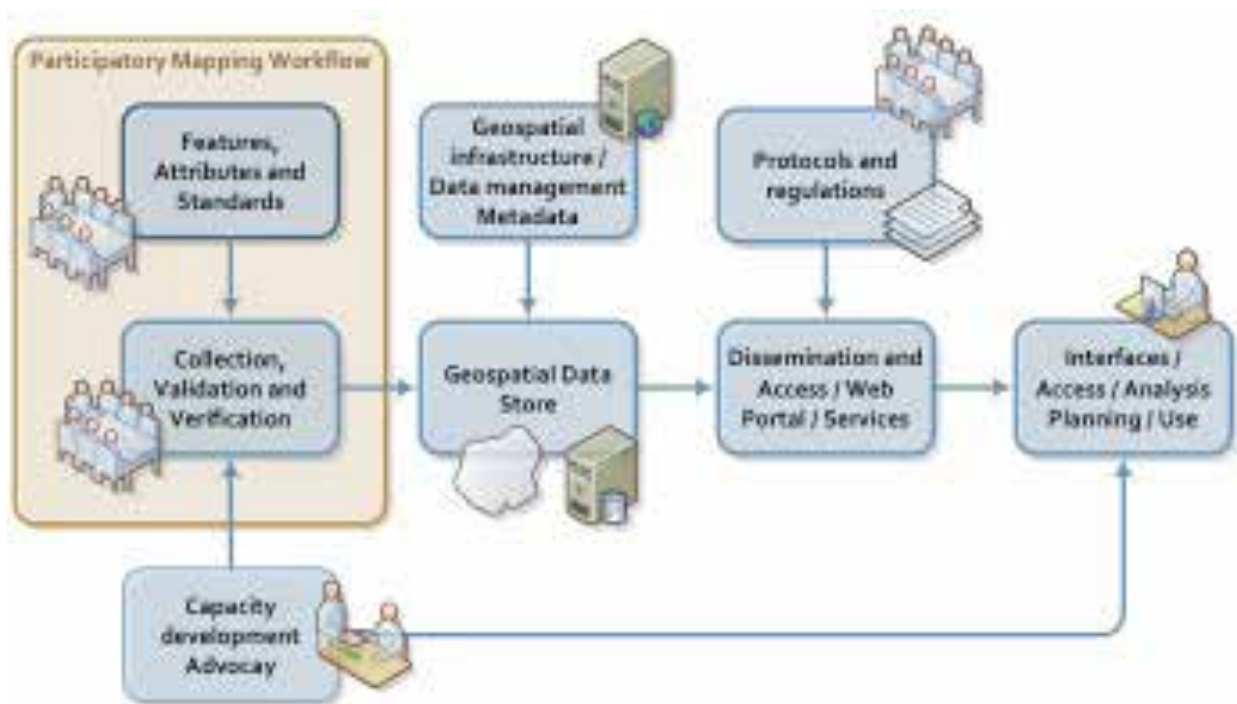 Participatory Mapping Workflow
Features,
Attributes and
Standards
Geospatial
infrastructure /
Data management
Metadata
Protocols and
regulations
Collection,
Validation and
Verification
Geospatial Data
Store
Dissemination and
Access / Web
Portal / Services
Interfaces /
Access / Analysis
Planning / Use
Capacity
development
Advocay